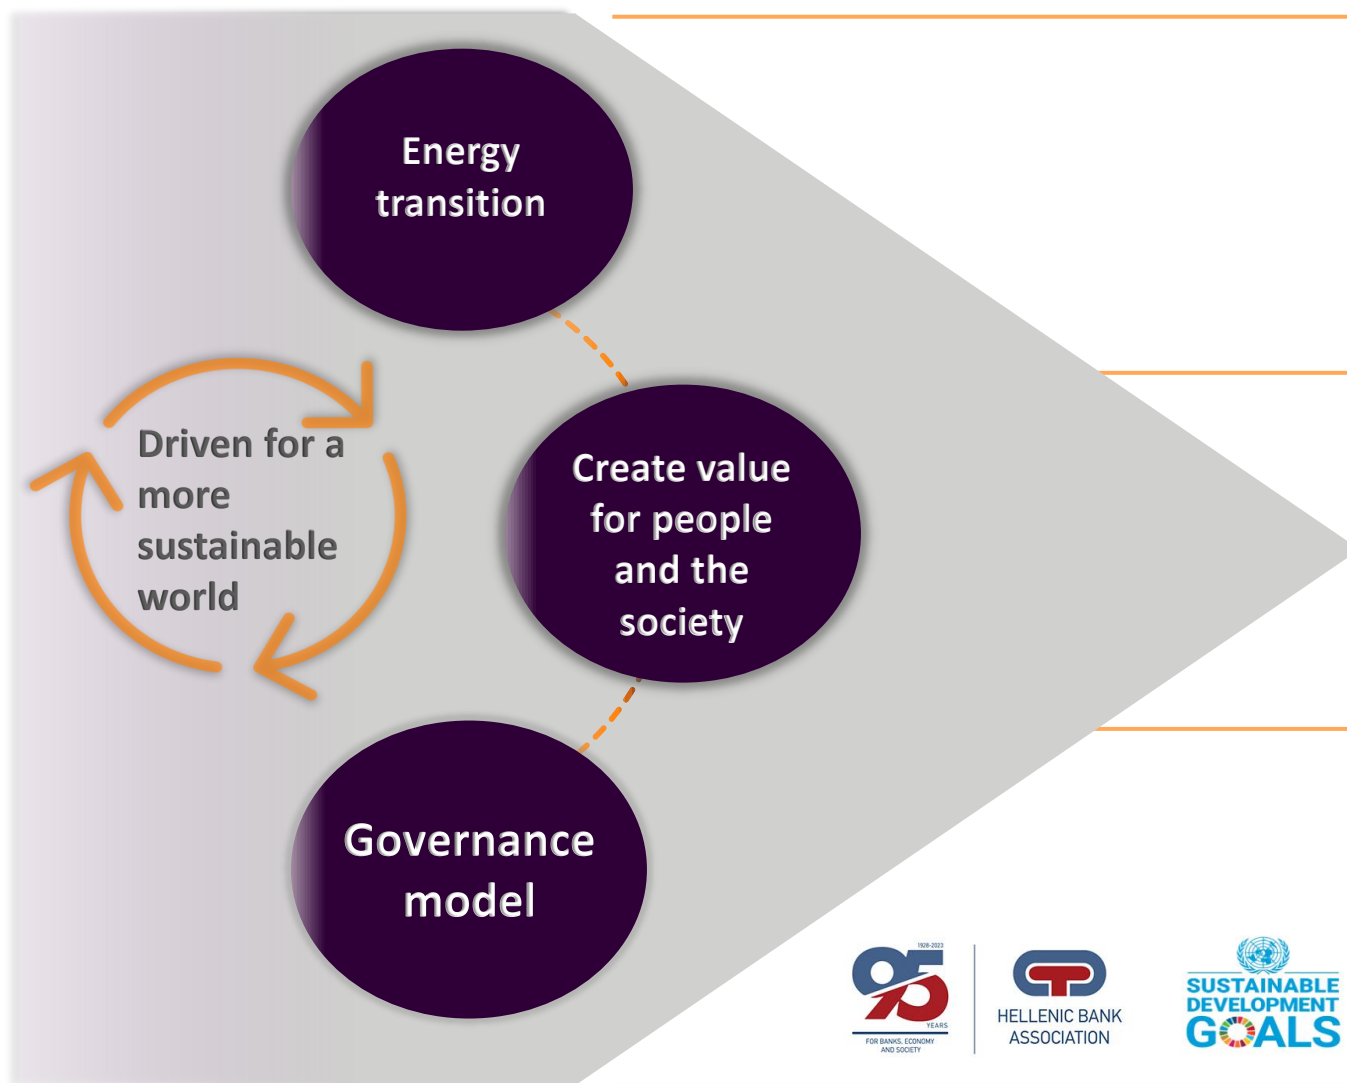 Energy
transition
Driven for a
more
sustainable
world
Create value
for people
and the
society
Governance
model
1928-2023
95
YEARS
FOR BANKS, ECONOMY
AND SOCIETY
HELLENIC BANK
ASSOCIATION
SUSTAINABLE
DEVELOPMENT
GOALS